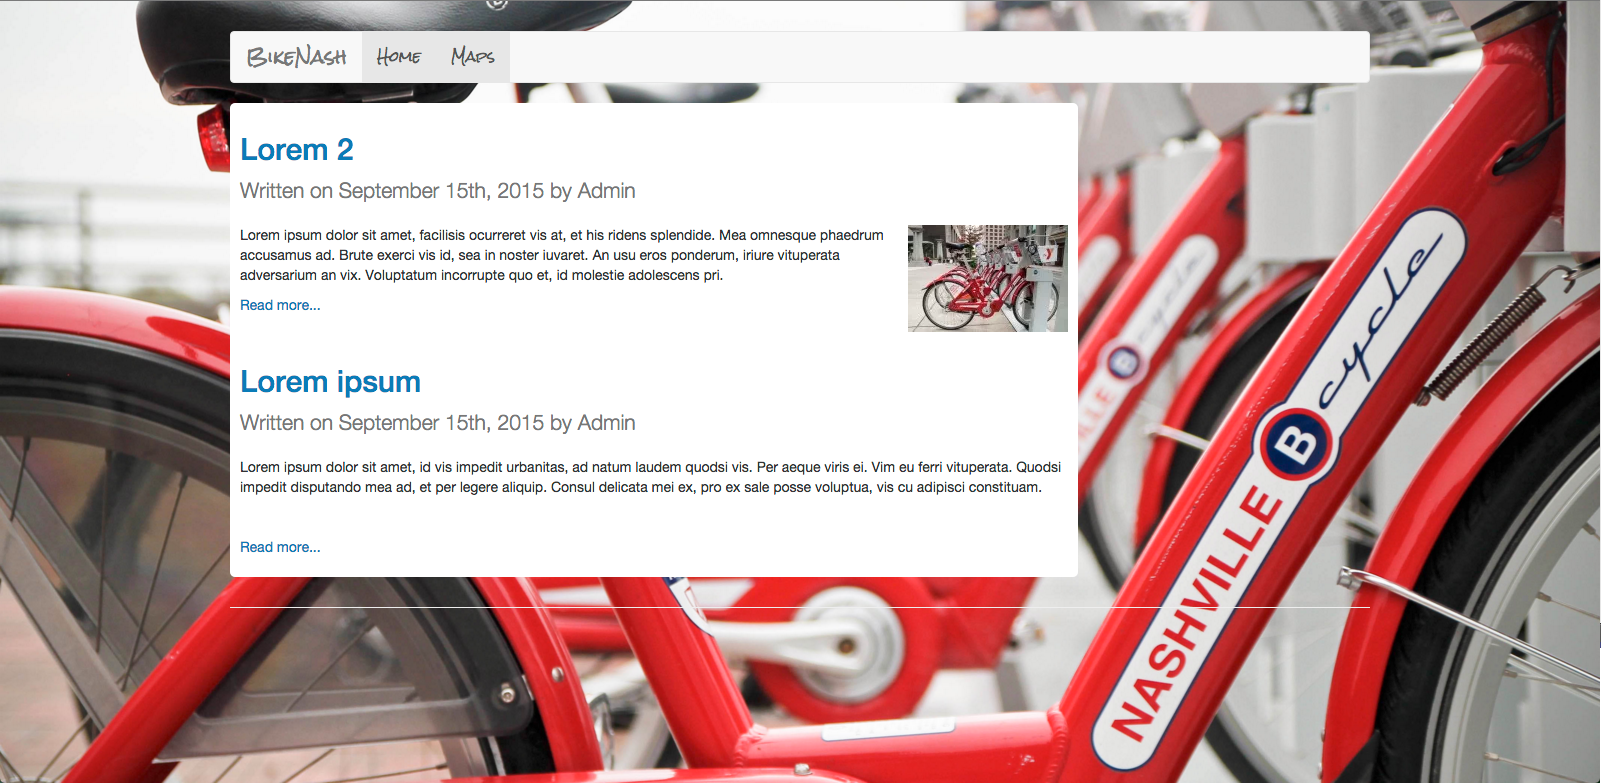 BikeNash Home Maps
Lorem 2
Written on September 15th, 2015 by Admin
Lorem ipsum dolor sit amet, facilisis ocurreret vis at, et his ridens splendide. Mea omnesque phaedrum
accusamus ad. Brute exerci vis id, sea in noster iuvaret. An usu eros ponderum, iriure vituperata
adversarium an vix. Voluptatum incorrupte quo et, id molestie adolescens pri.
Read more...
Lorem ipsum
Written on September 15th, 2015 by Admin
Lorem ipsum dolor sit amet, id vis impedit urbanitas, ad natum laudem quodsi vis. Per aeque viris ei. Vim eu ferri vituperata. Quodsi
impedit disputando mea ad, et per legere aliquip. Consul delicata mei ex, pro ex sale posse voluptua, vis cu adipisci constituam.
Read more...
NASHVILLE B cycle
B cycle